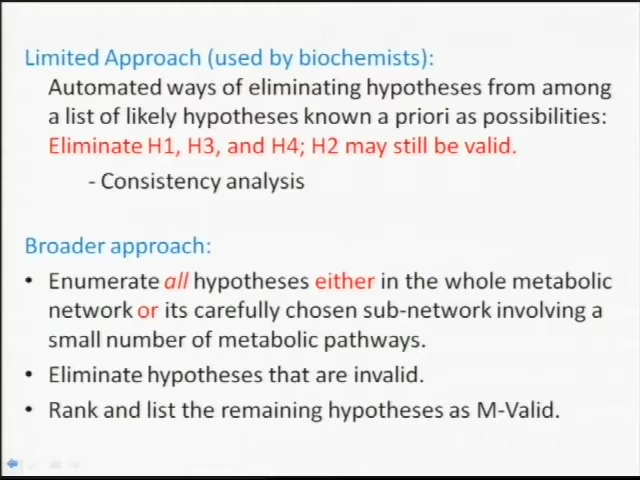 Limited Approach (used by biochemists):
Automated ways of eliminating hypotheses from among
a list of likely hypotheses known a priori as possibilities:
Eliminate H1, H3, and H4; H2 may still be valid.
- Consistency analysis
Broader approach:
• Enumerate all hypotheses either in the whole metabolic
network or its carefully chosen sub-network involving a
small number of metabolic pathways.
• Eliminate hypotheses that are invalid.
• Rank and list the remaining hypotheses as M-Valid.